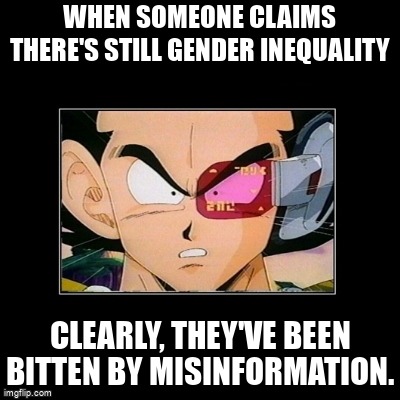 WHEN SOMEONE CLAIMS
THERE'S STILL GENDER INEQUALITY
CLEARLY, THEY'VE BEEN
BITTEN BY MISINFORMATION.
imgflip.com